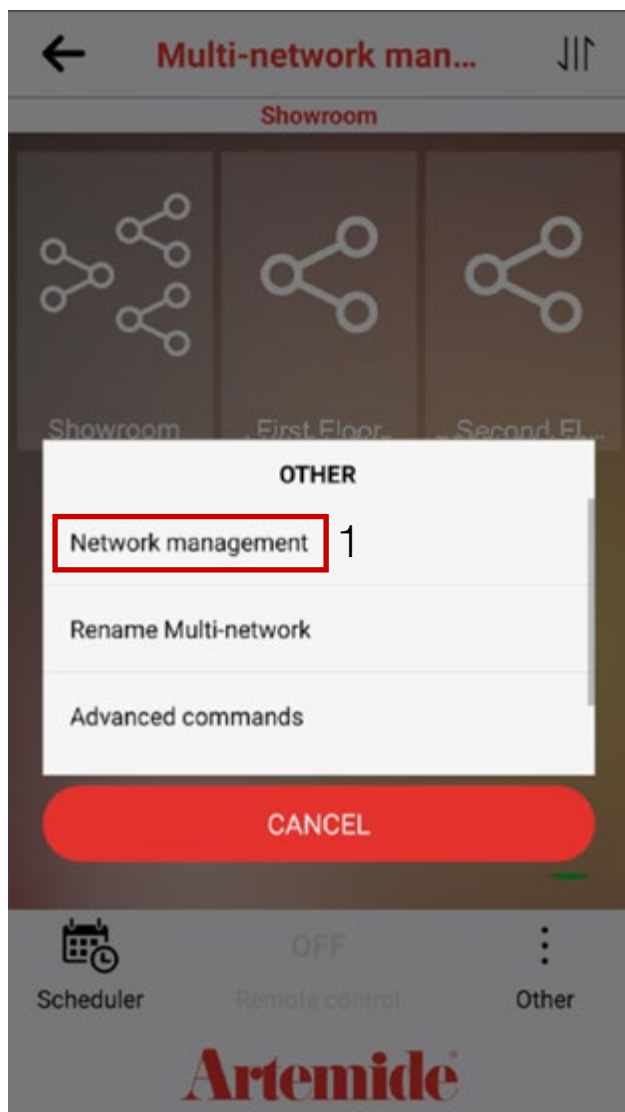 Multi-network man...
Showroom
Showroom
First Floor
Second Fl...
OTHER
Network management
1
Rename Multi-network
Advanced commands
CANCEL
OFF
Scheduler
Remote control
Other
Artemide